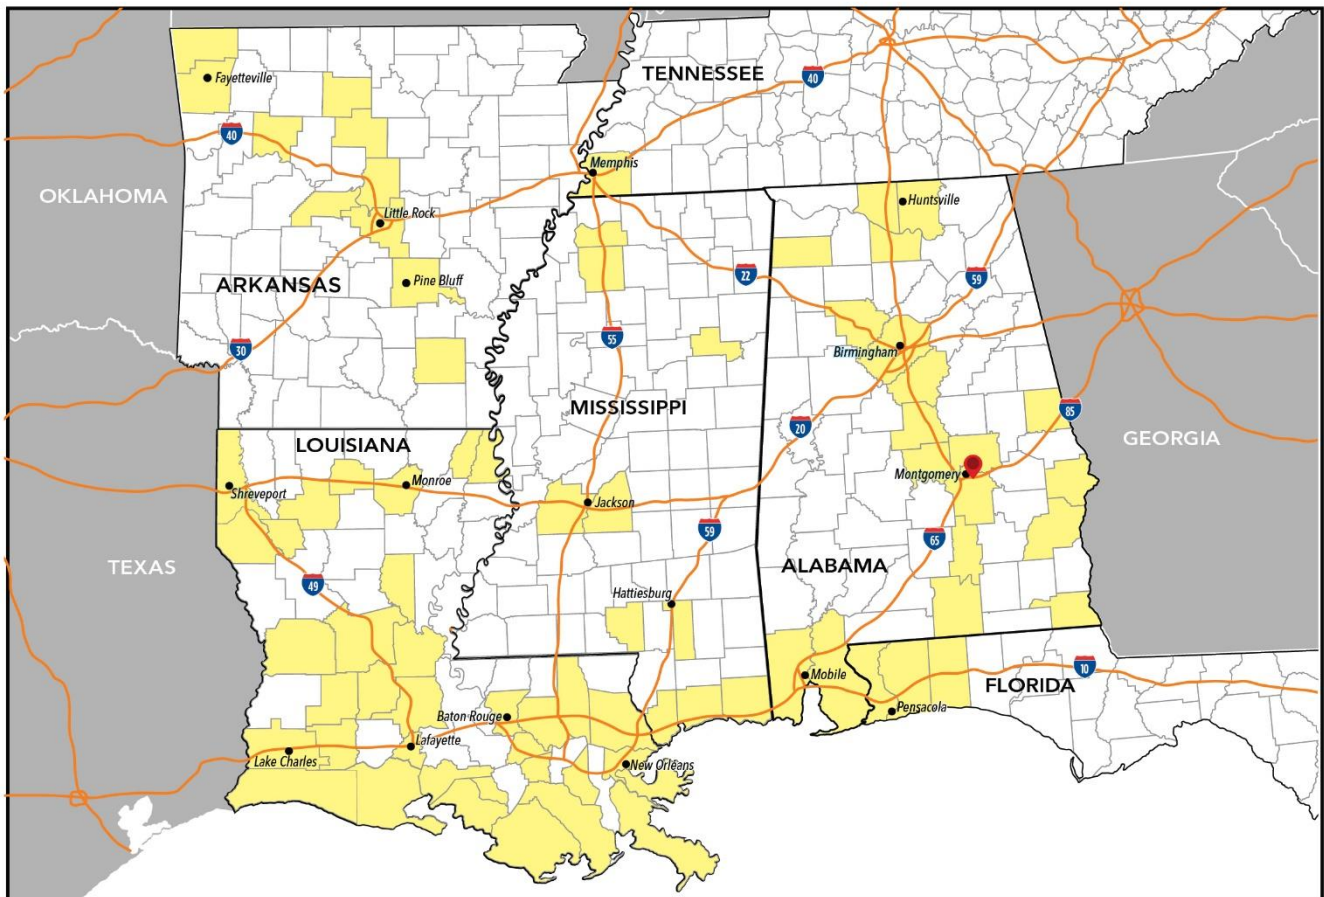 TENNESSEE
40
Fayetteville
40
Memphis
OKLAHOMA
Huntsville
Little Rock
22
59
ARKANSAS
Pine Bluff
55
30
Birmingham
MISSISSIPPI
85
20
GEORGIA
LOUISIANA
Monroe
Montgomery
Shreveport
Jackson
59
65
TEXAS
ALABAMA
49
Hattiesburg
10
Mobile
FLORIDA
Baton Rouge
Pensacola
Lafayette
Lake Charles
New Orleans